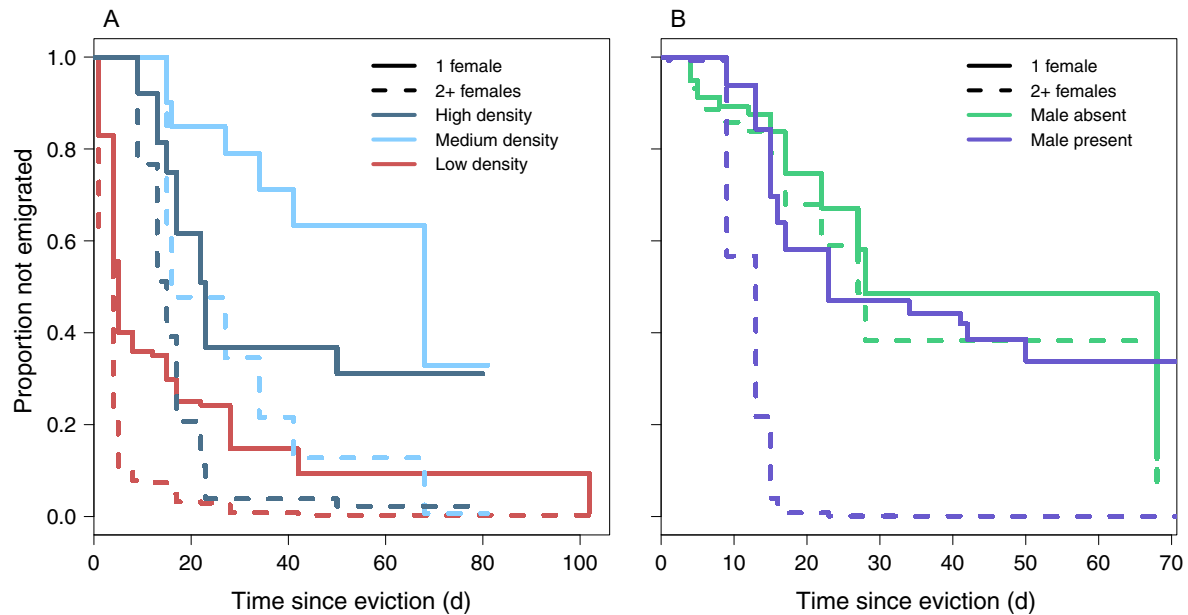 A
B
1 female
2+ females
High density
Medium density
Low density
1 female
2+ females
Male absent
Male present
Proportion not emigrated
1.0
0.8
0.6
0.4
0.2
0.0
0 20 40 60 80 100
0 10 20 30 40 50 60 70
Time since eviction (d)
Time since eviction (d)